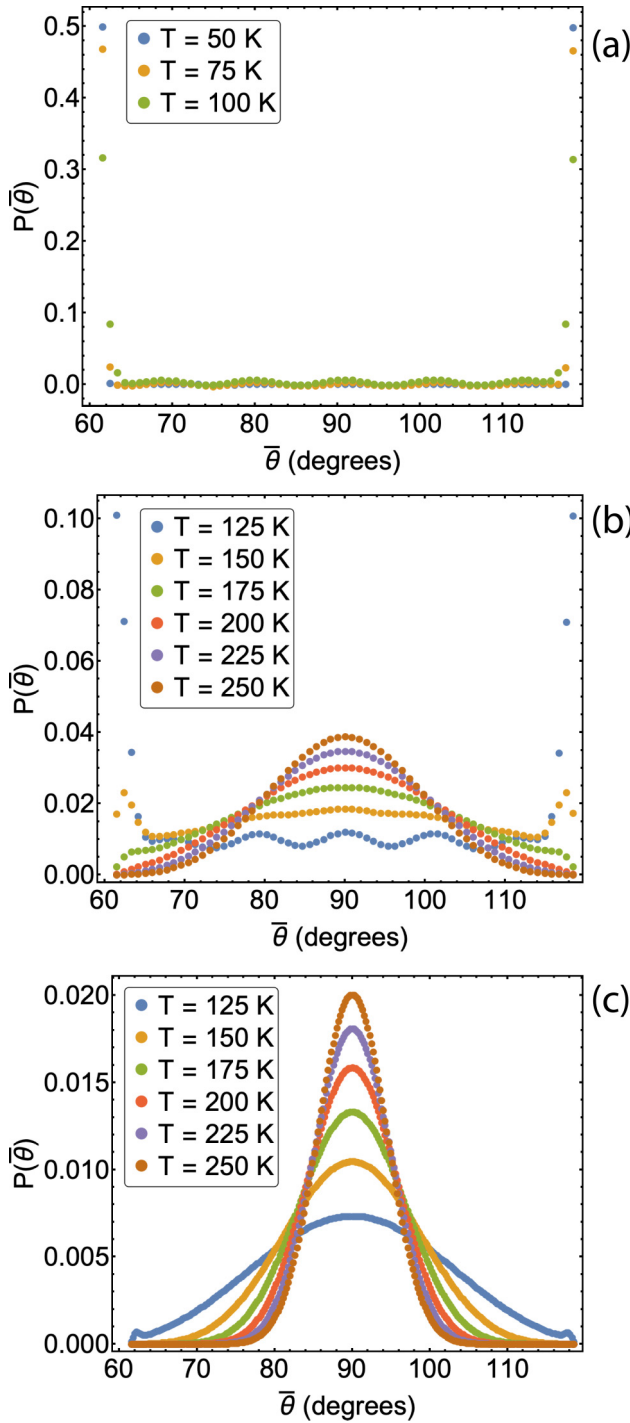 (a)
0.5
0.4
0.3
0.2
0.1
0.0
P(θ̅)
T = 50 K
T = 75 K
T = 100 K
60 70 80 90 100 110
θ̅ (degrees)
(b)
0.10
0.08
0.06
0.04
0.02
0.00
P(θ̅)
T = 125 K
T = 150 K
T = 175 K
T = 200 K
T = 225 K
T = 250 K
60 70 80 90 100 110
θ̅ (degrees)
(c)
0.020
0.015
0.010
0.005
0.000
P(θ̅)
T = 125 K
T = 150 K
T = 175 K
T = 200 K
T = 225 K
T = 250 K
60 70 80 90 100 110
θ̅ (degrees)